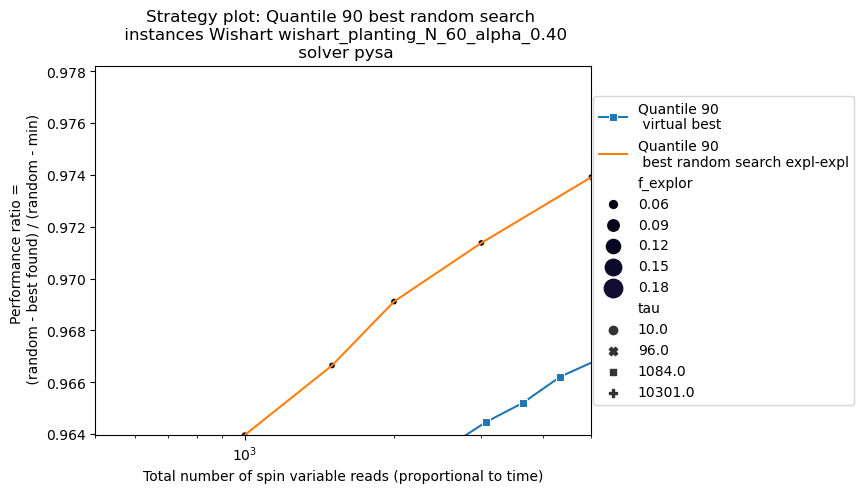 Strategy plot: Quantile 90 best random search
instances Wishart wishart_planting_N_60_alpha_0.40
solver pysa
0.978
0.976
0.974
0.972
0.970
0.968
0.966
0.964
Performance ratio =
(random - best found) / (random - min)
10³
Total number of spin variable reads (proportional to time)
Quantile 90
virtual best
Quantile 90
best random search expl-expl
f_explor
0.06
0.09
0.12
0.15
0.18
tau
10.0
96.0
1084.0
10301.0